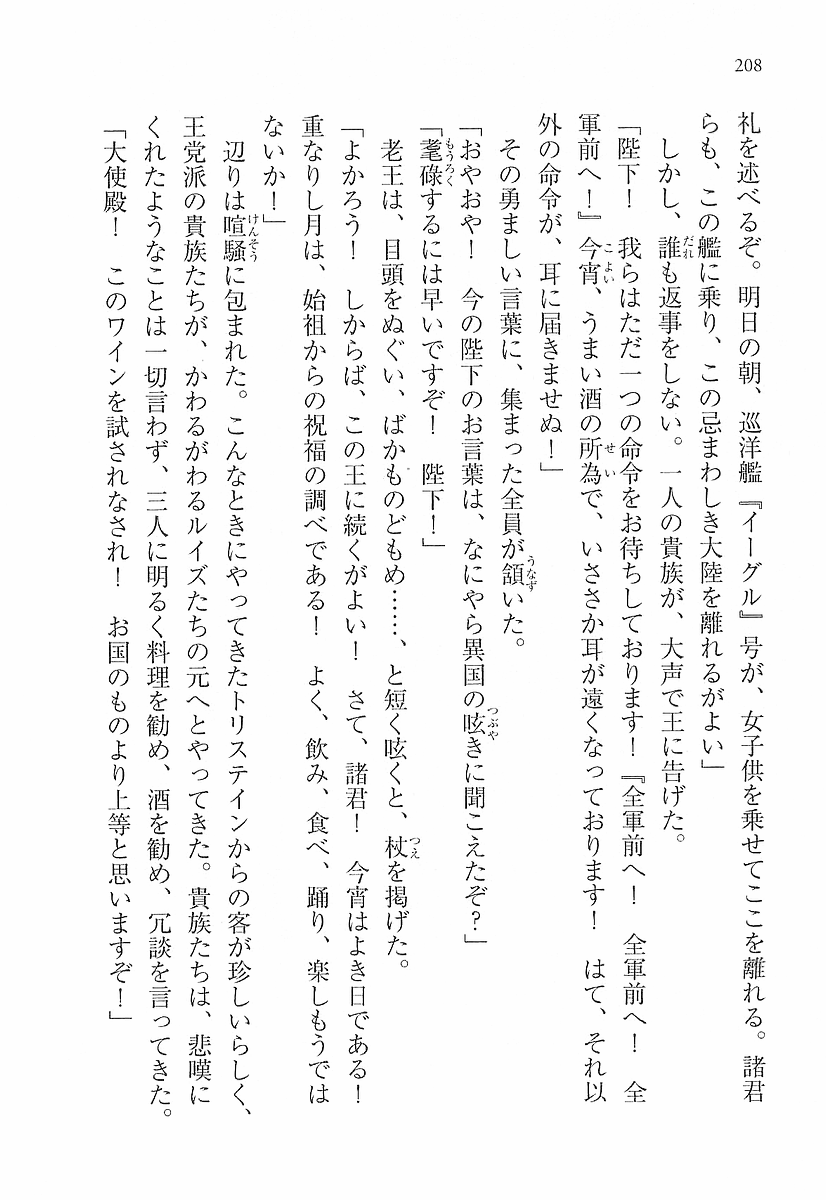 208
礼を述べるぞ。明日の朝、巡洋艦『イーグル』号が、女子供を乗せてここを離れる。諸君
らも、この艦に乗り、この忌まわしき大陸を離れるがよい」
　しかし、誰も返事をしない。一人の貴族が、大声で王に告げた。
「陛下！　我らはただ一つの命令をお待ちしております！『全軍前へ！　全軍前へ！　全
軍前へ！』今宵、うまい酒の所為で、いささか耳が遠くなっております！　はて、それ以
外の命令が、耳に届きませぬ！」
　その勇ましい言葉に、集まった全員が頷いた。
「おやおや！　今の陛下のお言葉は、なにやら異国の呟きに聞こえたぞ？」
「耄碌するには早いですぞ！　陛下！」
　老王は、目頭をぬぐい、ばかものどもめ……、と短く呟くと、杖を掲げた。
「よかろう！　しからば、この王に続くがよい！　さて、諸君！　今宵はよき日である！
重なりし月は、始祖からの祝福の調べである！　よく、飲み、食べ、踊り、楽しもうでは
ないか！」
　辺りは喧騒に包まれた。こんなときにやってきたトリステインからの客が珍しいらしく、
王党派の貴族たちが、かわるがわるルイズたちの元へとやってきた。貴族たちは、悲嘆に
くれたようなことは一切言わず、三人に明るく料理を勧め、酒を勧め、冗談を言ってきた。
「大使殿！　このワインを試されなされ！　お国のものより上等と思いますぞ！」